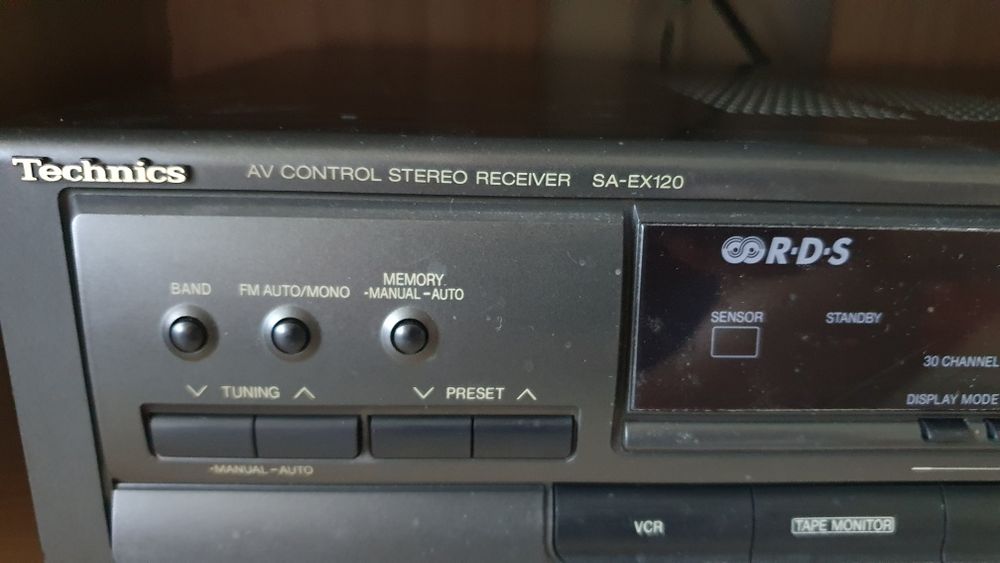 Technics AV CONTROL STEREO RECEIVER SA-EX120
R·D·S
BAND FM AUTO/MONO MEMORY
-MANUAL -AUTO
SENSOR STANDBY
30 CHANNEL
TUNING PRESET
DISPLAY MODE
-MANUAL -AUTO
VCR TAPE MONITOR